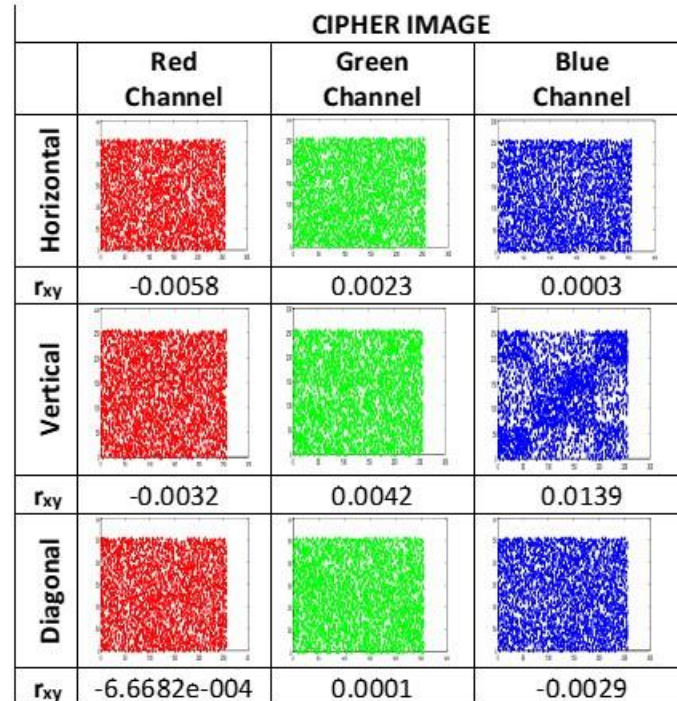 CIPHER IMAGE
Red Channel
Green Channel
Blue Channel
Horizontal
rxy -0.0058 0.0023 0.0003
Vertical
rxy -0.0032 0.0042 0.0139
Diagonal
rxy -6.6682e-004 0.0001 -0.0029